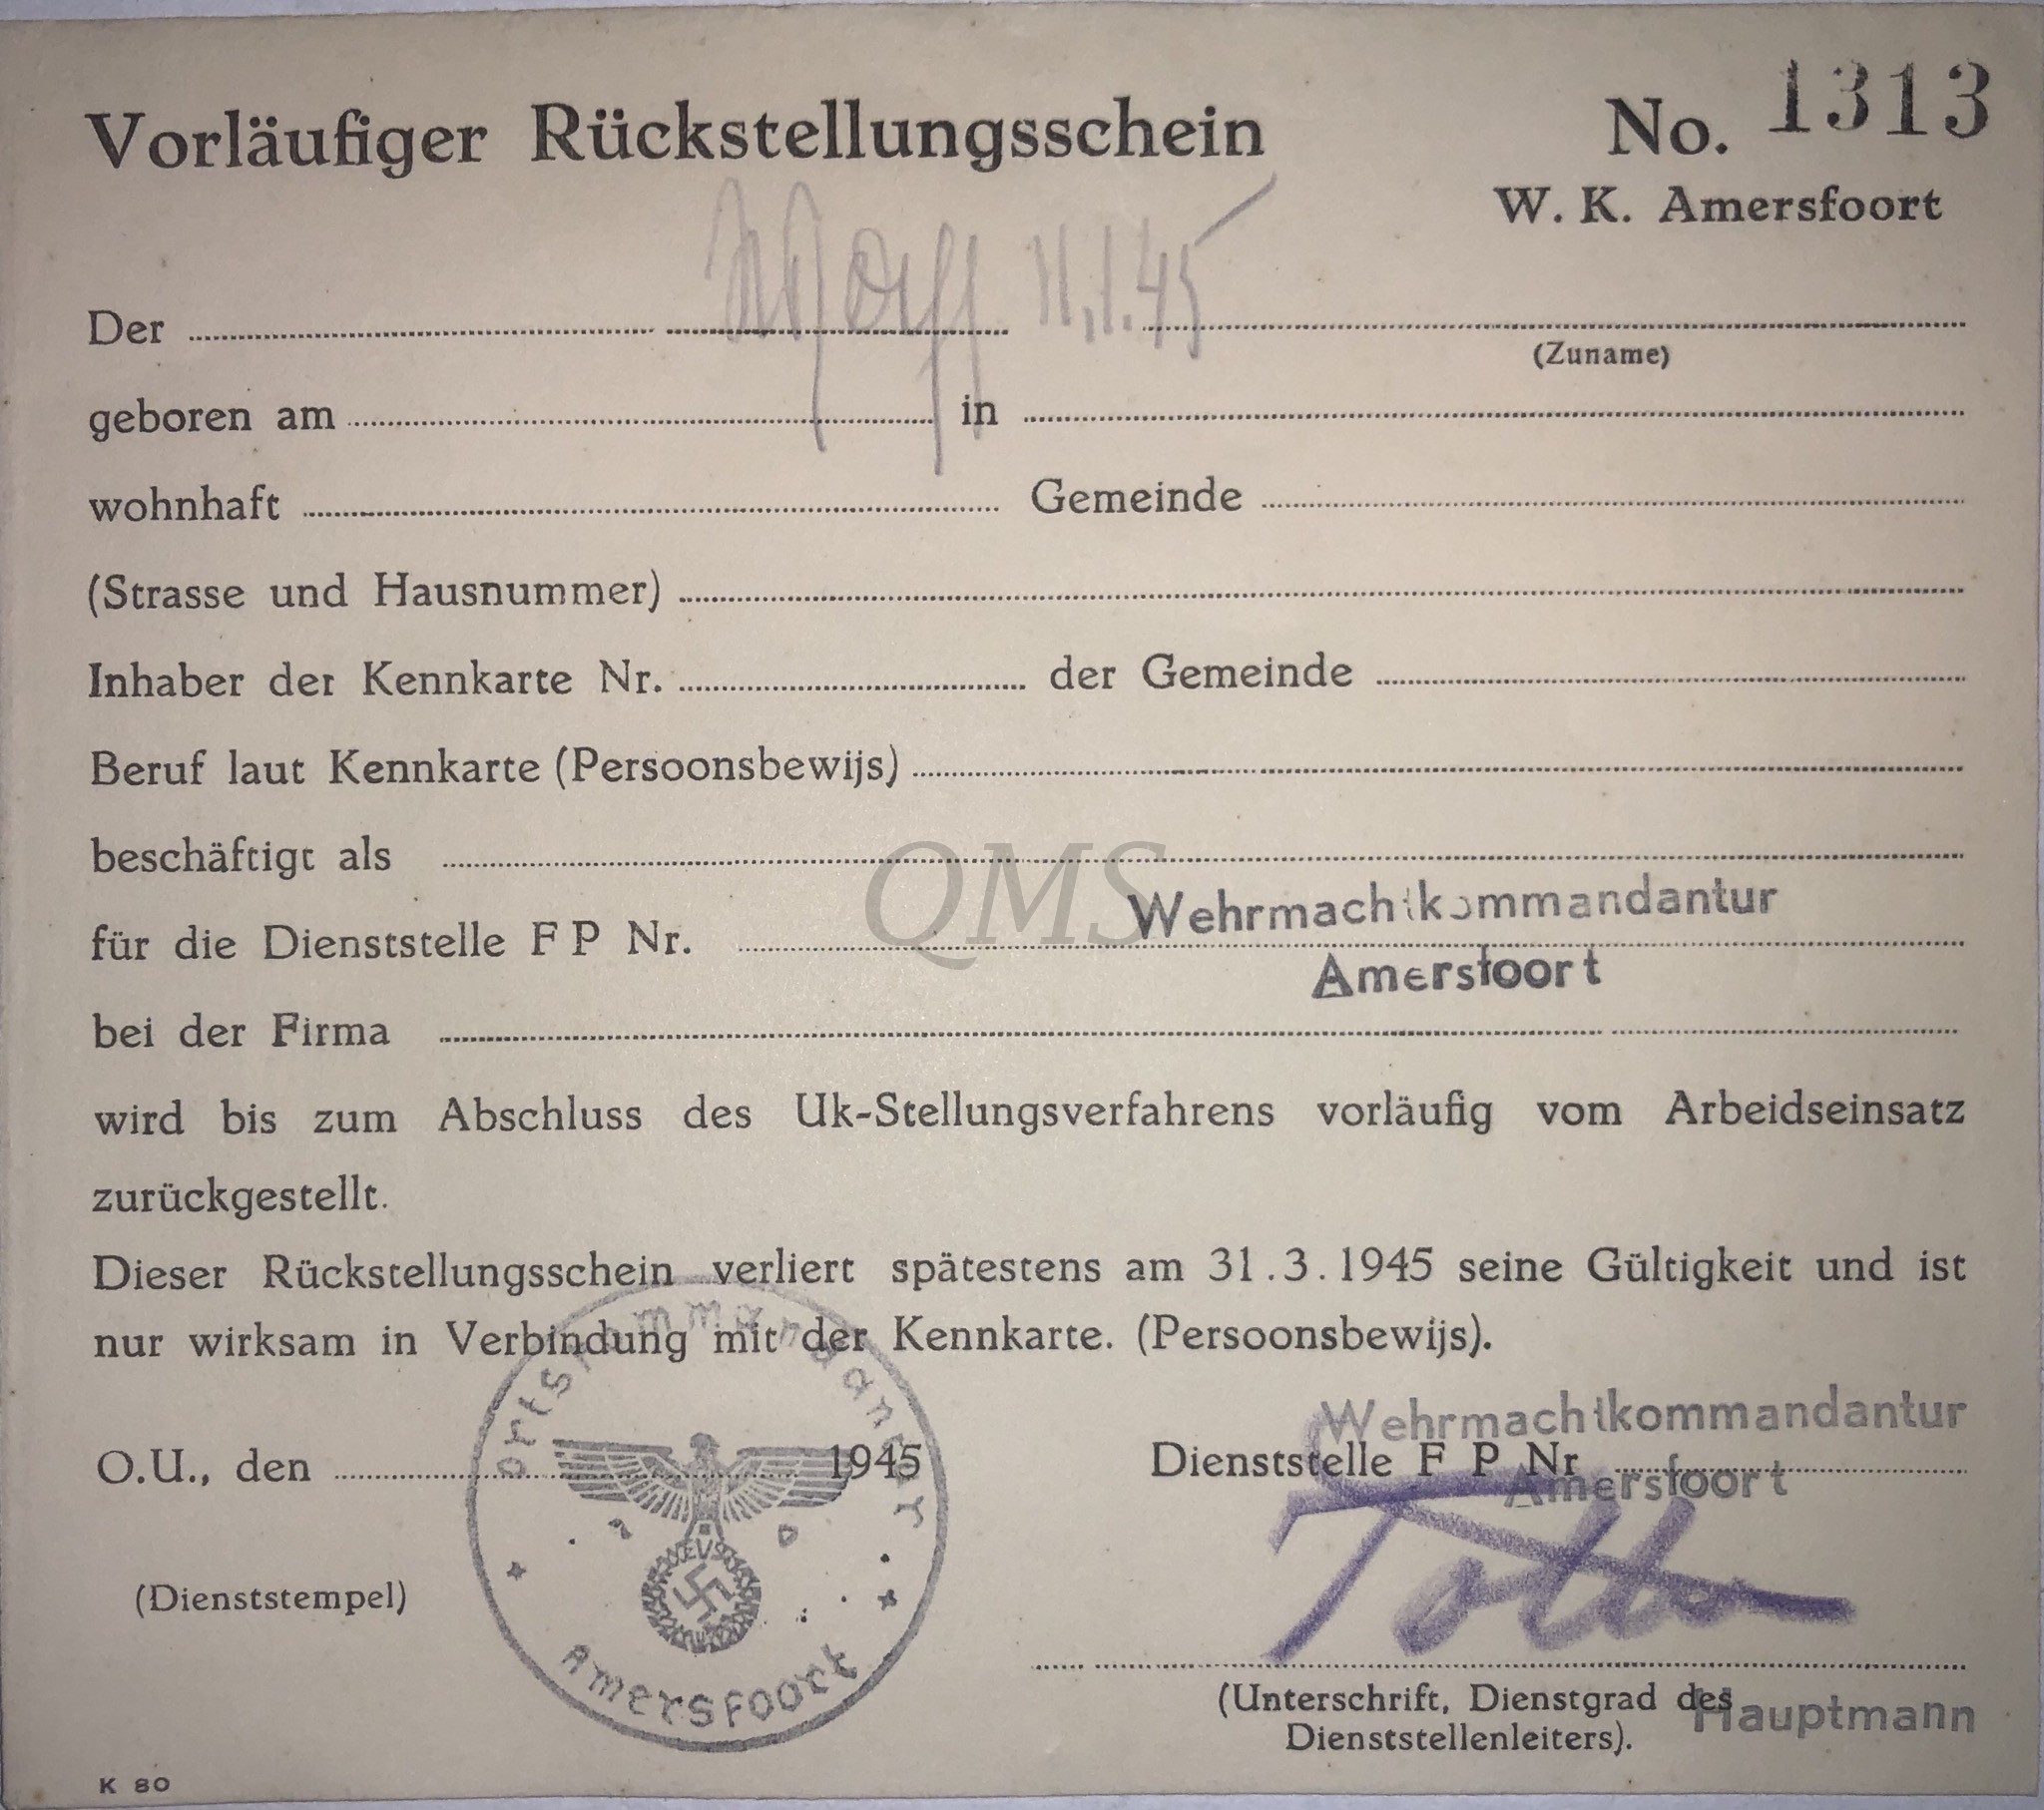 Vorläufiger Rückstellungsschein No. 1313
W. K. Amersfoort
11.1.45
Der
(Zuname)
geboren am in
wohnhaft Gemeinde
(Strasse und Hausnummer)
Inhaber der Kennkarte Nr. der Gemeinde
Beruf laut Kennkarte (Persoonsbewijs)
beschäftigt als
QMS
Wehrmachtkommandantur
für die Dienststelle F P Nr.
Amersfoort
bei der Firma
wird bis zum Abschluss des Uk-Stellungsverfahrens vorläufig vom Arbeidseinsatz
zurückgestellt.
Dieser Rückstellungsschein verliert spätestens am 31.3.1945 seine Gültigkeit und ist
nur wirksam in Verbindung mit der Kennkarte. (Persoonsbewijs).
Ortskommandantur
Wehrmachtkommandantur
O.U., den 1945 Dienststelle F P Nr
Amersfoort
(Dienststempel)
Amersfoort
(Unterschrift, Dienstgrad des
Hauptmann
Dienststellenleiters).
K 80